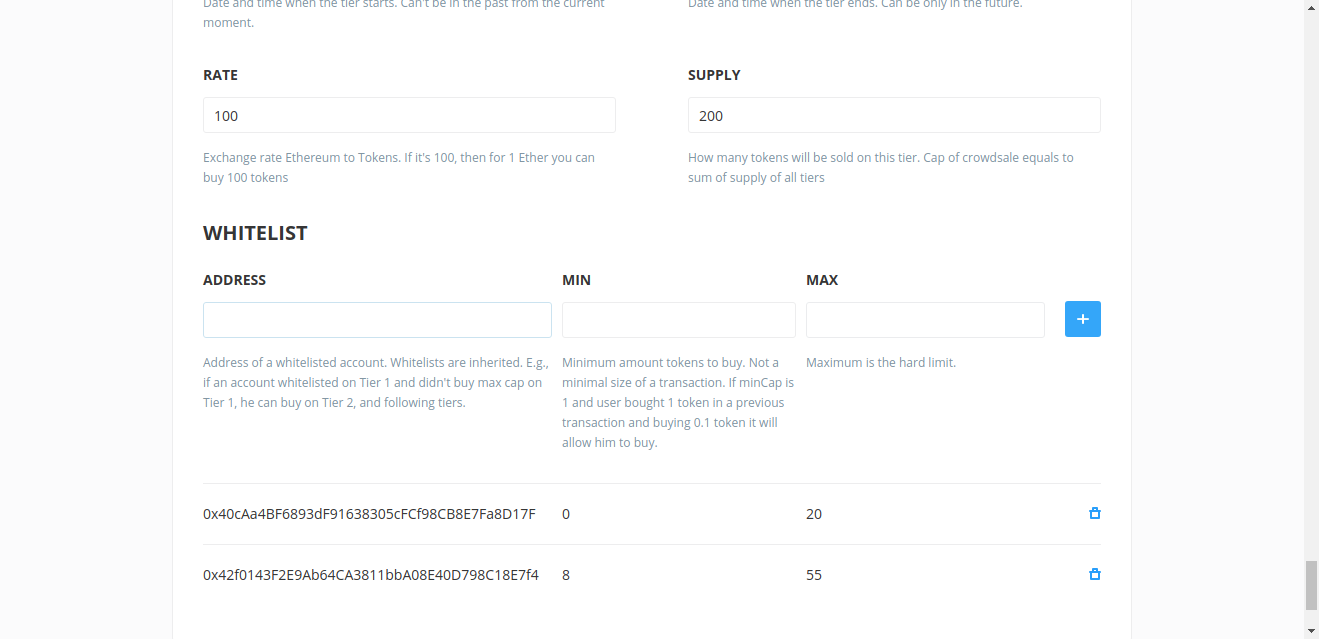 Date and time when the tier starts. Can't be in the past from the current
moment.
Date and time when the tier ends. Can be only in the future.
RATE
100
Exchange rate Ethereum to Tokens. If it's 100, then for 1 Ether you can
buy 100 tokens
SUPPLY
200
How many tokens will be sold on this tier. Cap of crowdsale equals to
sum of supply of all tiers
WHITELIST
ADDRESS
Address of a whitelisted account. Whitelists are inherited. E.g.,
if an account whitelisted on Tier 1 and didn't buy max cap on
Tier 1, he can buy on Tier 2, and following tiers.
MIN
Minimum amount tokens to buy. Not a
minimal size of a transaction. If minCap is
1 and user bought 1 token in a previous
transaction and buying 0.1 token it will
allow him to buy.
MAX
Maximum is the hard limit.
+
0x40cAa4BF6893dF91638305cFCf98CB8E7Fa8D17F 0 20
0x42f0143F2E9Ab64CA3811bbA08E40D798C18E7f4 8 55